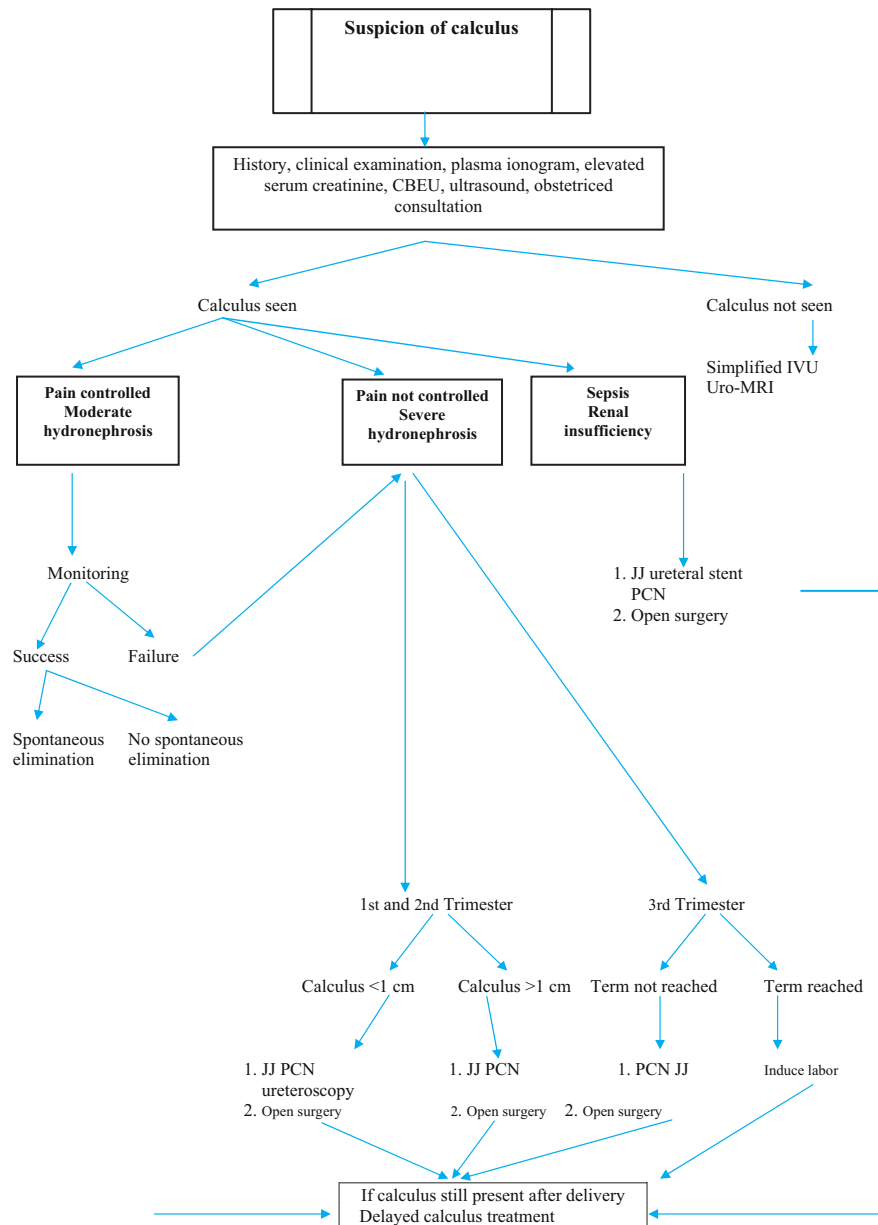 Suspicion of calculus
History, clinical examination, plasma ionogram, elevated
serum creatinine, CBEU, ultrasound, obstetriced
consultation
Calculus seen
Calculus not seen
Simplified IVU
Uro-MRI
Pain controlled
Moderate
hydronephrosis
Pain not controlled
Severe
hydronephrosis
Sepsis
Renal
insufficiency
Monitoring
1. JJ ureteral stent
PCN
2. Open surgery
Success
Failure
Spontaneous
elimination
No spontaneous
elimination
1st and 2nd Trimester
3rd Trimester
Calculus <1 cm
Calculus >1 cm
Term not reached
Term reached
1. JJ PCN
ureteroscopy
2. Open surgery
1. JJ PCN
2. Open surgery
1. PCN JJ
2. Open surgery
Induce labor
If calculus still present after delivery
Delayed calculus treatment